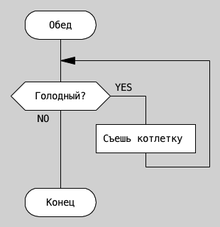 Обед
Голодный?
YES
NO
Съешь котлетку
Конец